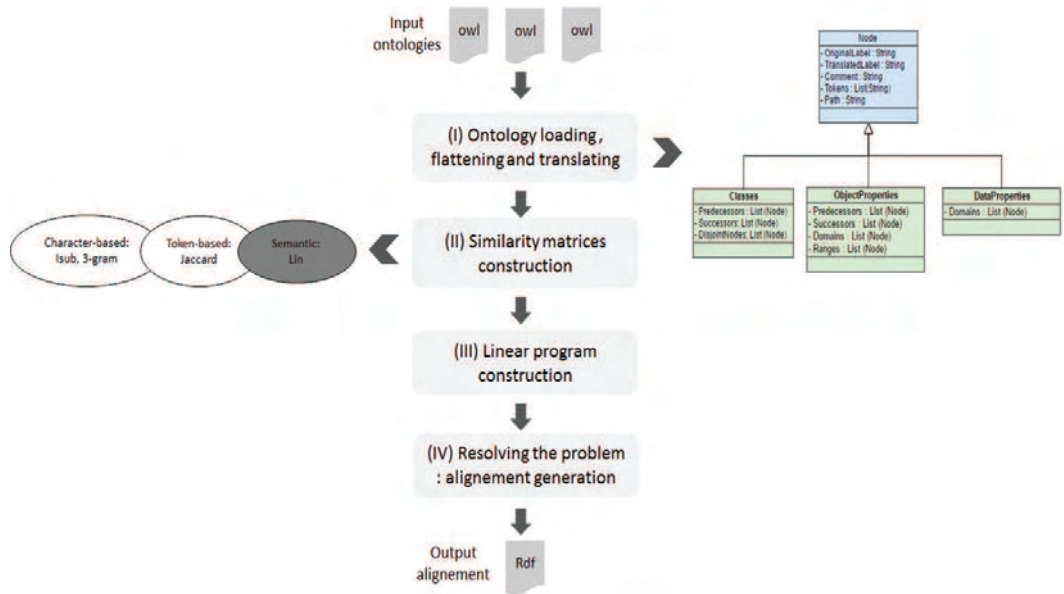 Input
ontologies
owl
owl
owl
(I) Ontology loading ,
flattening and translating
Node
- OriginalLabel : String
- TranslatedLabel : String
- Comment : String
- Tokens : List(String)
- Path : String
Classes
- Predecessors : List (Node)
- Successors: List (Node)
- DisjointNodes: List (Node)
ObjectProperties
- Predecessors : List (Node)
- Successors : List (Node)
- Domains : List (Node)
- Ranges : List (Node)
DataProperties
- Domains : List (Node)
Character-based:
Isub, 3-gram
Token-based:
Jaccard
Semantic:
Lin
(II) Similarity matrices
construction
(III) Linear program
construction
(IV) Resolving the problem
: alignement generation
Output
alignement
Rdf